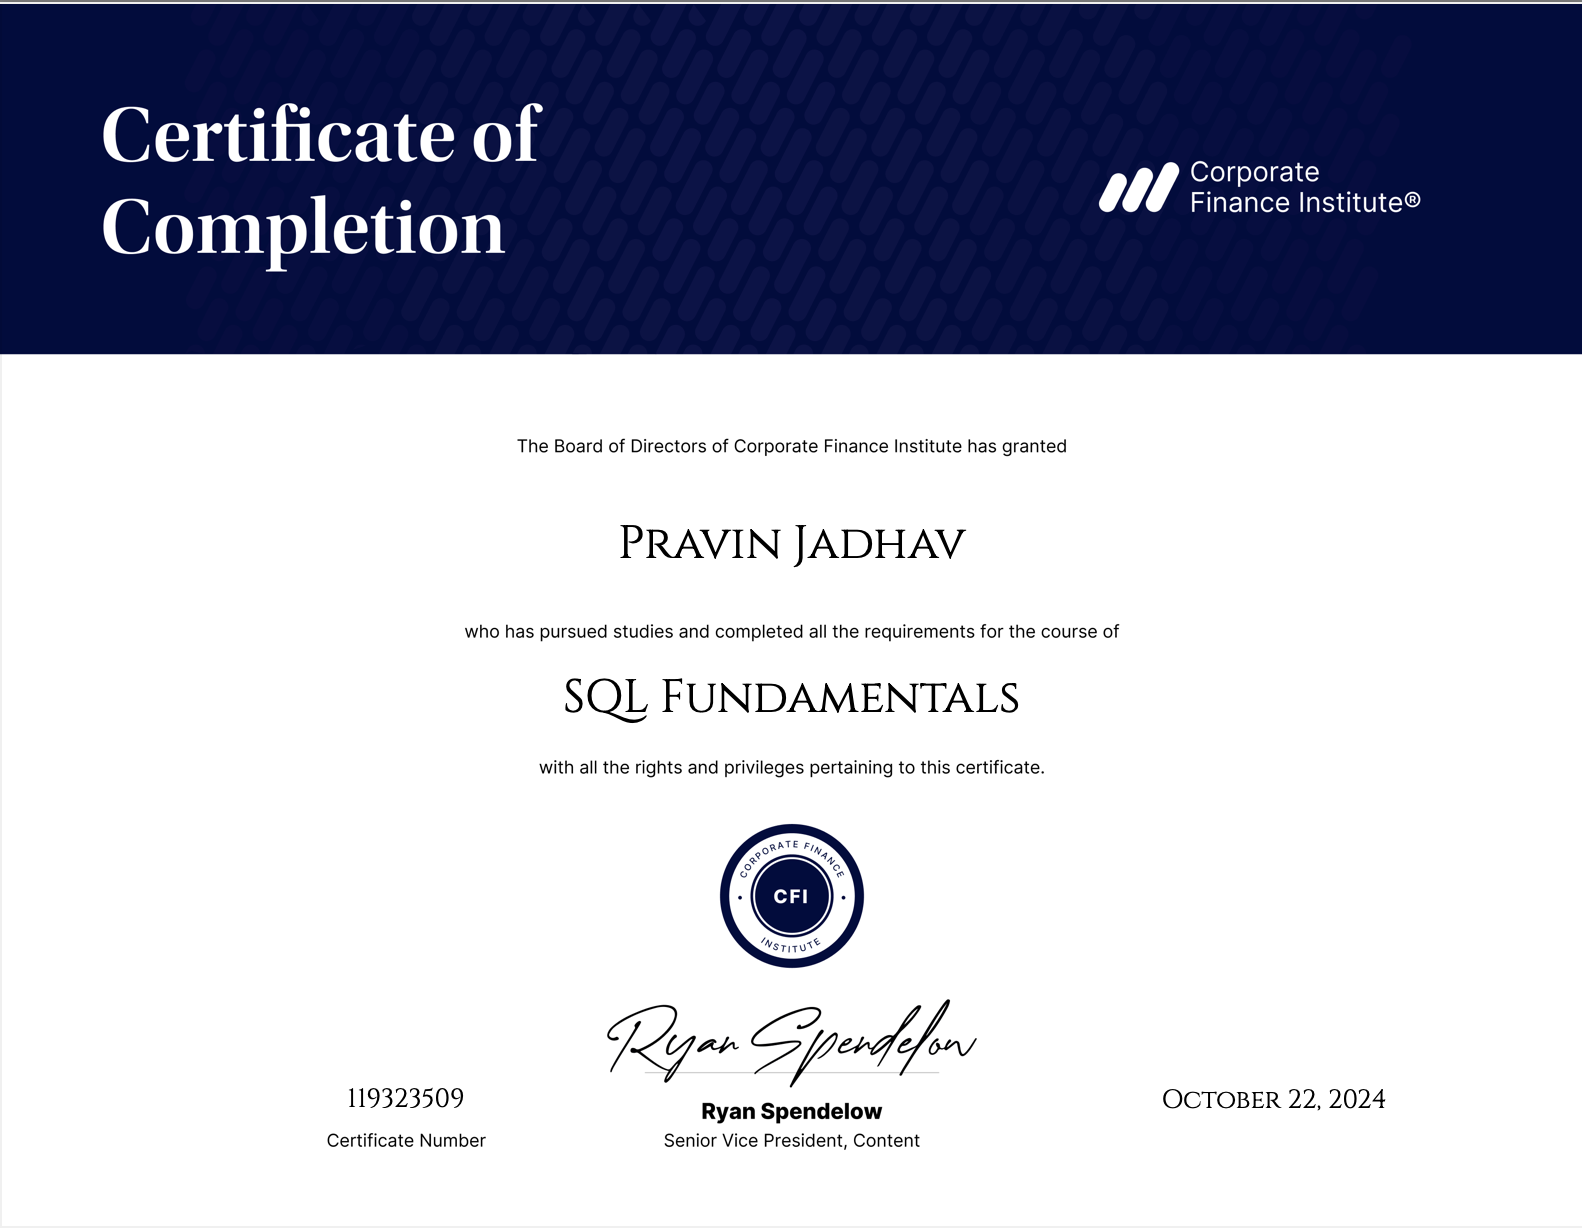 Certificate of
Completion
Corporate
Finance Institute®
The Board of Directors of Corporate Finance Institute has granted
Pravin Jadhav
who has pursued studies and completed all the requirements for the course of
SQL Fundamentals
with all the rights and privileges pertaining to this certificate.
CORPORATE FINANCE
CFI
INSTITUTE
Ryan Spendelow
119323509
October 22, 2024
Ryan Spendelow
Certificate Number
Senior Vice President, Content